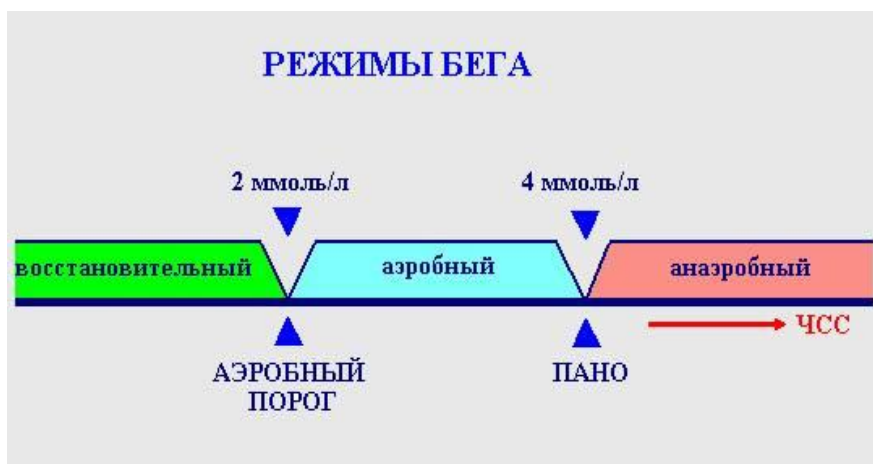 РЕЖИМЫ БЕГА
2 ммоль/л 4 ммоль/л
восстановительный аэробный анаэробный
ЧСС
АЭРОБНЫЙ ПАНО
ПОРОГ